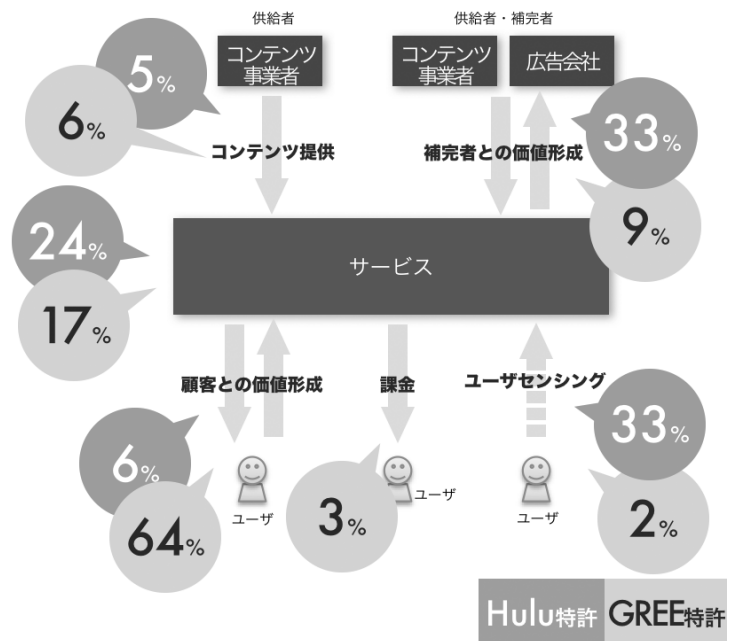 供給者
供給者・補完者
コンテンツ
事業者
コンテンツ
事業者
広告会社
5%
6%
コンテンツ提供
補完者との価値形成
33%
9%
24%
17%
サービス
顧客との価値形成
課金
ユーザセンシング
6%
64%
ユーザ
3%
ユーザ
ユーザ
33%
2%
Hulu特許
GREE特許